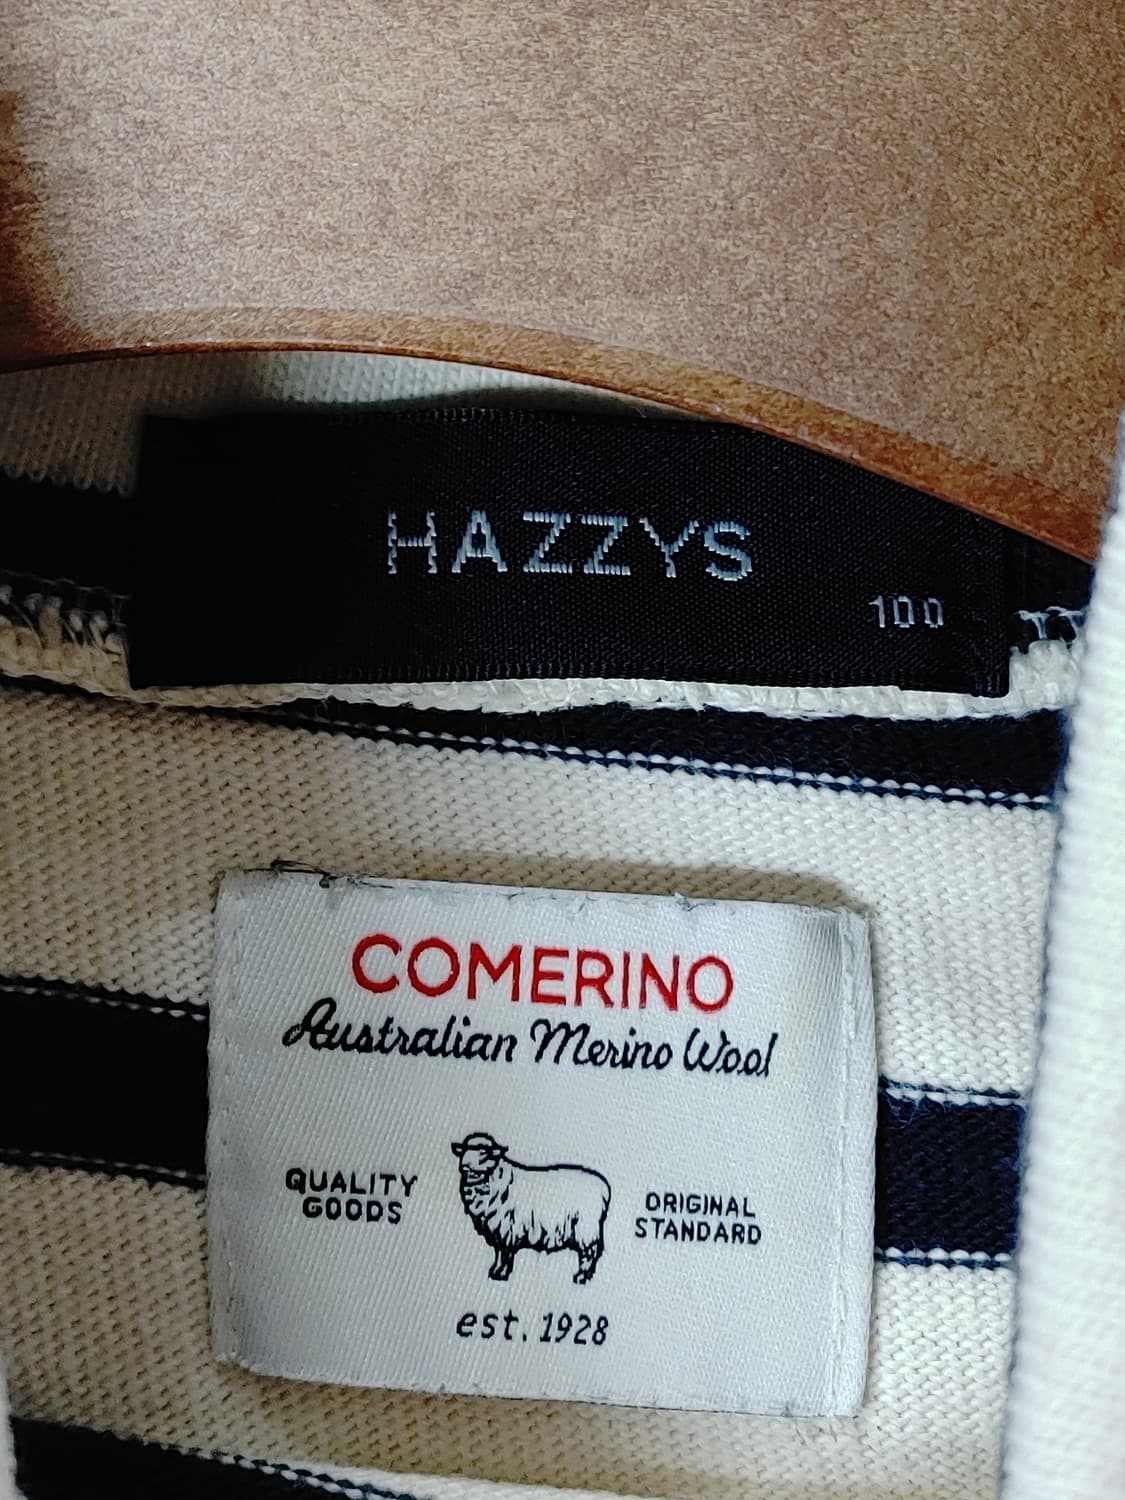 HAZZYS
100
COMERINO
Australian Merino Wool
QUALITY
GOODS
ORIGINAL
STANDARD
est. 1928